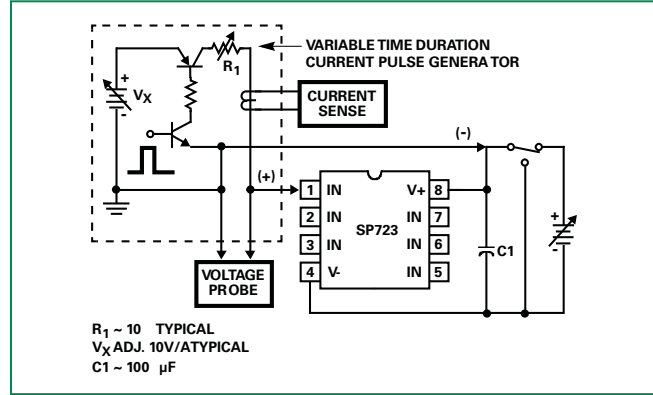 VARIABLE TIME DURATION
CURRENT PULSE GENERATOR
R1
+
VX
-
CURRENT
SENSE
(-)
(+)
1 IN V+ 8
2 IN IN 7
SP723
3 IN IN 6
4 V- IN 5
+
-
C1
VOLTAGE
PROBE
R1 ~ 10 TYPICAL
VX ADJ. 10V/ATYPICAL
C1 ~ 100 µF